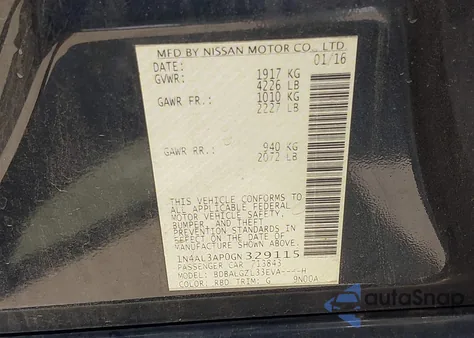 MFD BY NISSAN MOTOR CO., LTD.
DATE: 01/16
GVWR: 1917 KG
4226 LB
GAWR FR.: 1010 KG
2227 LB
GAWR RR.: 940 KG
2072 LB
THIS VEHICLE CONFORMS TO
ALL APPLICABLE FEDERAL
MOTOR VEHICLE SAFETY,
BUMPER, AND THEFT
PREVENTION STANDARDS IN
EFFECT ON THE DATE OF
MANUFACTURE SHOWN ABOVE.
1N4AL3AP0GN329115
PASSENGER CAR 713843
MODEL: BDBALGZL33EVA----H
COLOR: RBD TRIM: G 9NDDA
AutoSnap